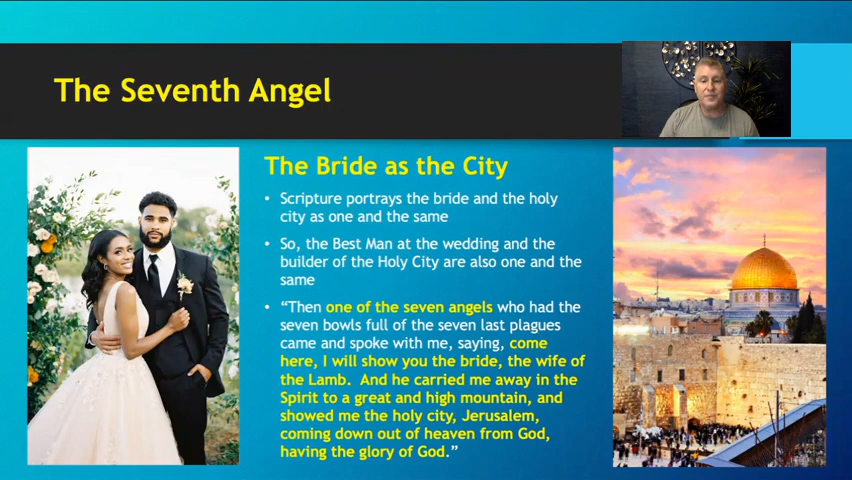 The Seventh Angel
The Bride as the City
• Scripture portrays the bride and the holy
city as one and the same
• So, the Best Man at the wedding and the
builder of the Holy City are also one and the
same
• “Then one of the seven angels who had the
seven bowls full of the seven last plagues
came and spoke with me, saying, come
here, I will show you the bride, the wife of
the Lamb. And he carried me away in the
Spirit to a great and high mountain, and
showed me the holy city, Jerusalem,
coming down out of heaven from God,
having the glory of God.”